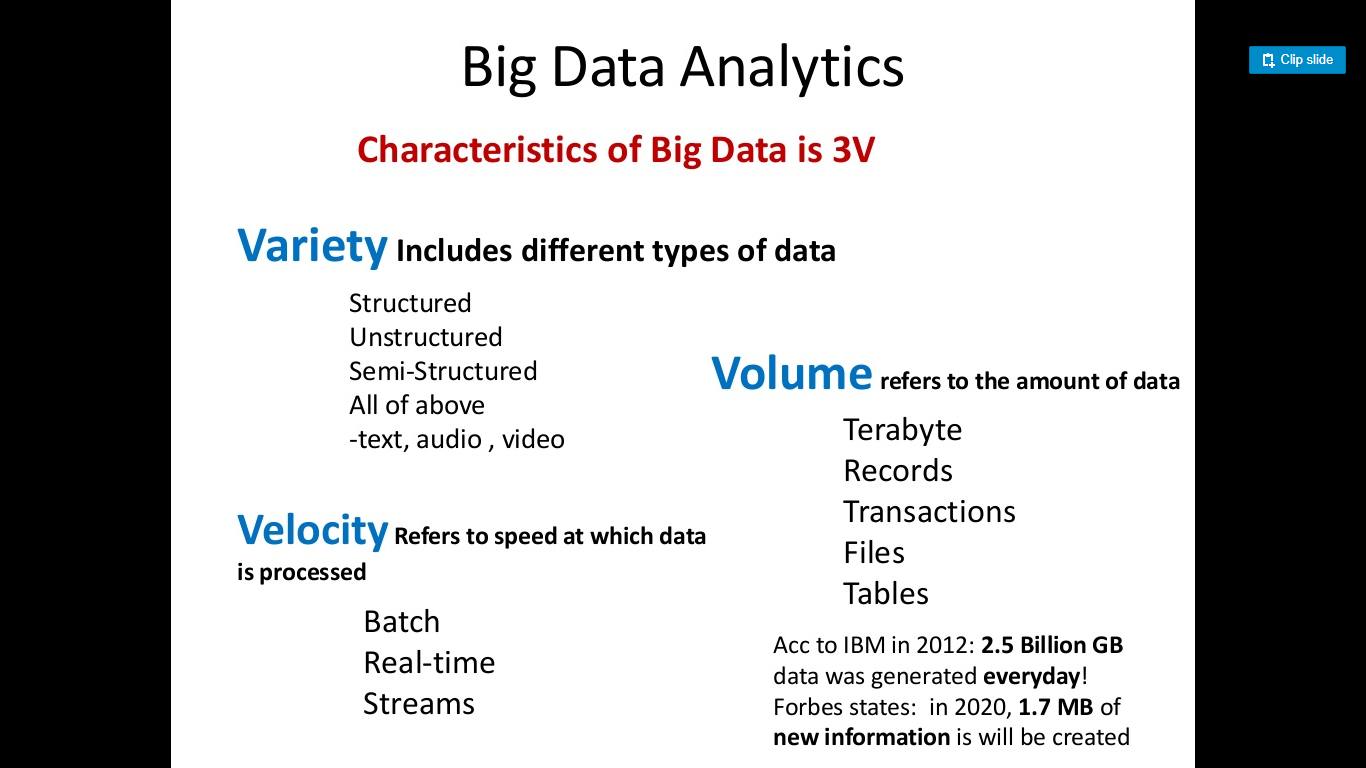 Big Data Analytics
Clip slide
Characteristics of Big Data is 3V
Variety Includes different types of data
Structured
Unstructured
Semi-Structured
All of above
-text, audio , video
Volume refers to the amount of data
Terabyte
Records
Transactions
Files
Tables
Velocity Refers to speed at which data
is processed
Batch
Real-time
Streams
Acc to IBM in 2012: 2.5 Billion GB
data was generated everyday!
Forbes states:  in 2020, 1.7 MB of
new information is will be created